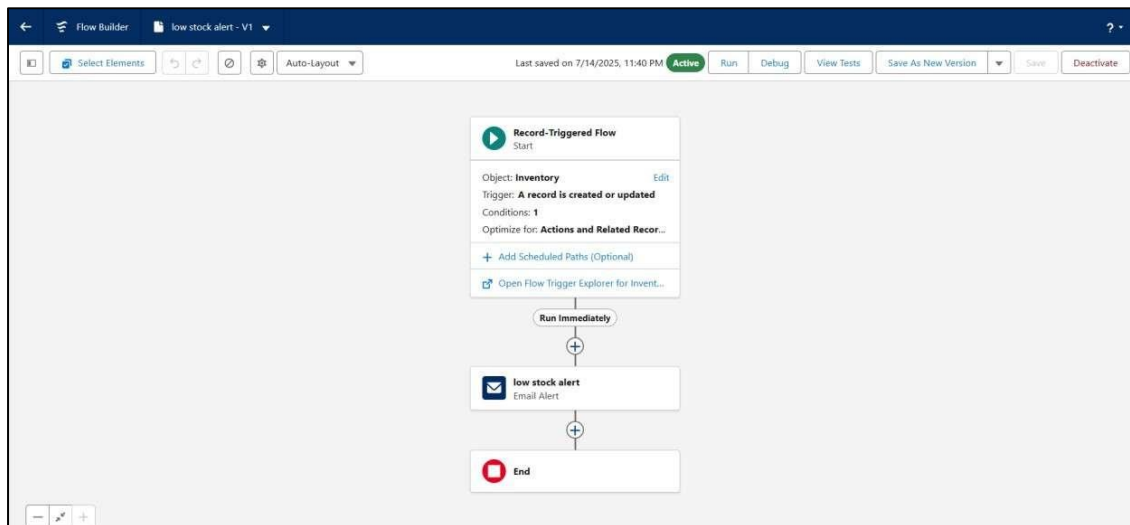 Flow Builder
low stock alert - V1
?
Select Elements
Auto-Layout
Last saved on 7/14/2025, 11:40 PM
Active
Run
Debug
View Tests
Save As New Version
Save
Deactivate
Record-Triggered Flow
Start
Object: Inventory
Edit
Trigger: A record is created or updated
Conditions: 1
Optimize for: Actions and Related Recor...
+ Add Scheduled Paths (Optional)
Open Flow Trigger Explorer for Invent...
Run Immediately
low stock alert
Email Alert
End